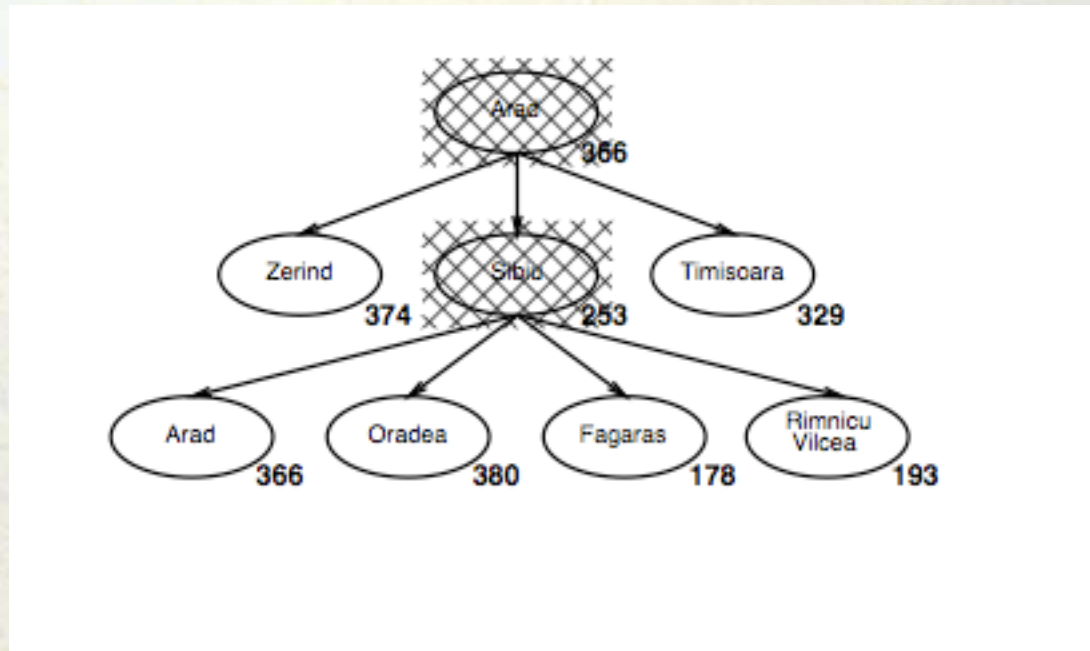 Arad
366
Zerind
374
Sibiu
253
Timisoara
329
Arad
366
Oradea
380
Fagaras
178
Rimnicu
Vilcea
193